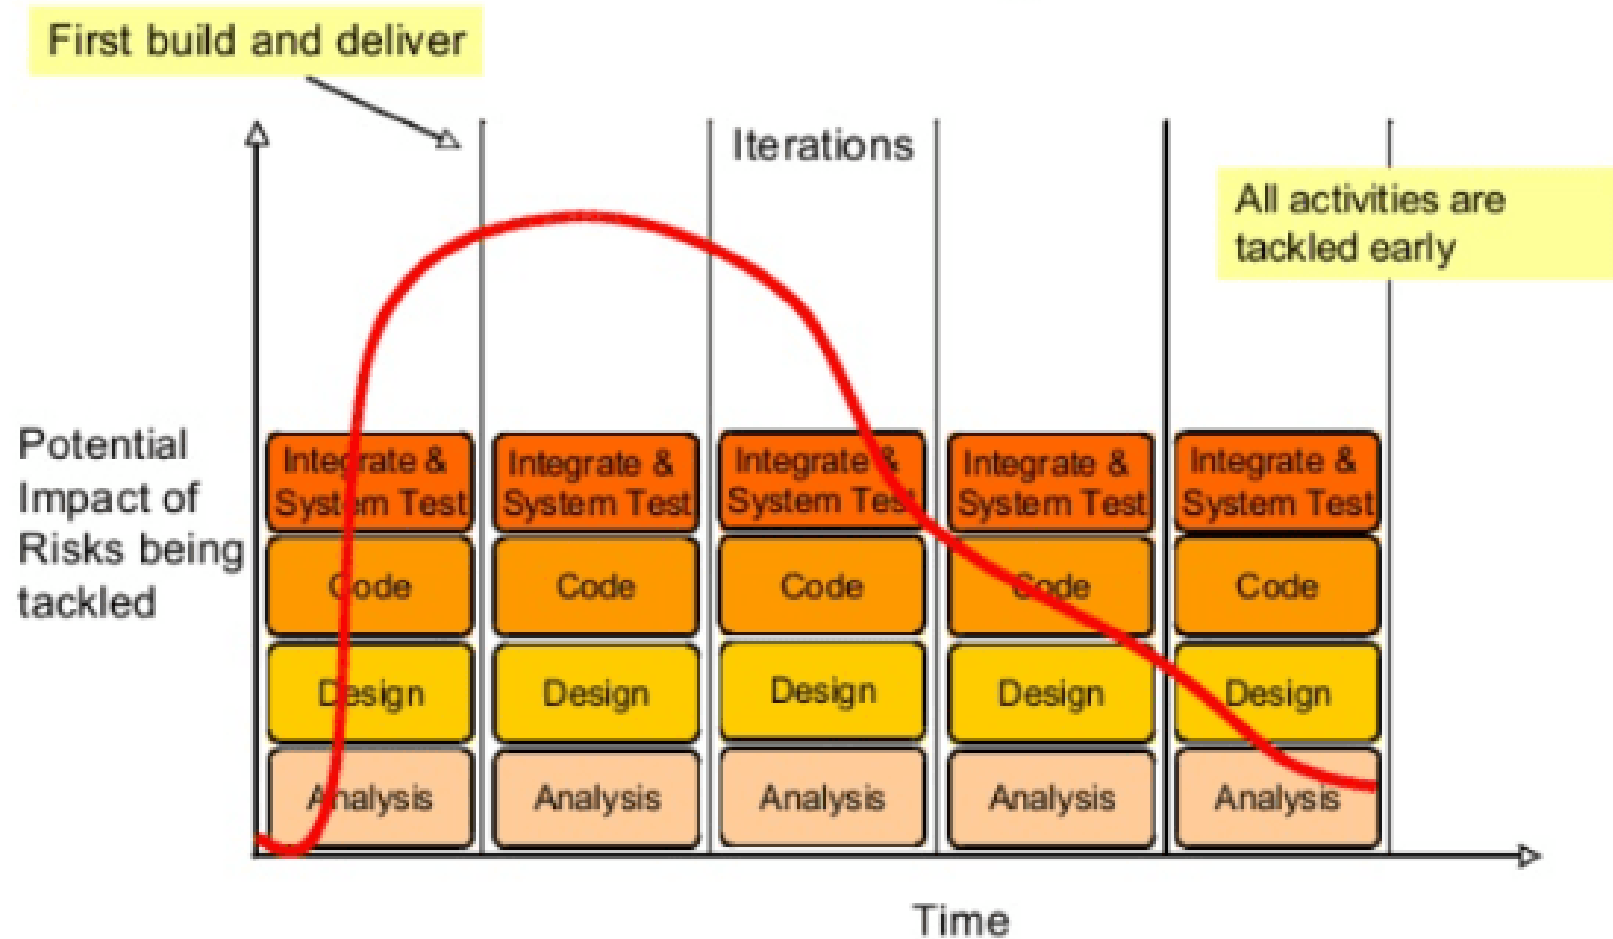 First build and deliver
Iterations
All activities are
tackled early
Potential
Impact of
Risks being
tackled
Integrate &
System Test
Code
Design
Analysis
Integrate &
System Test
Code
Design
Analysis
Integrate &
System Test
Code
Design
Analysis
Integrate &
System Test
Code
Design
Analysis
Integrate &
System Test
Code
Design
Analysis
Time